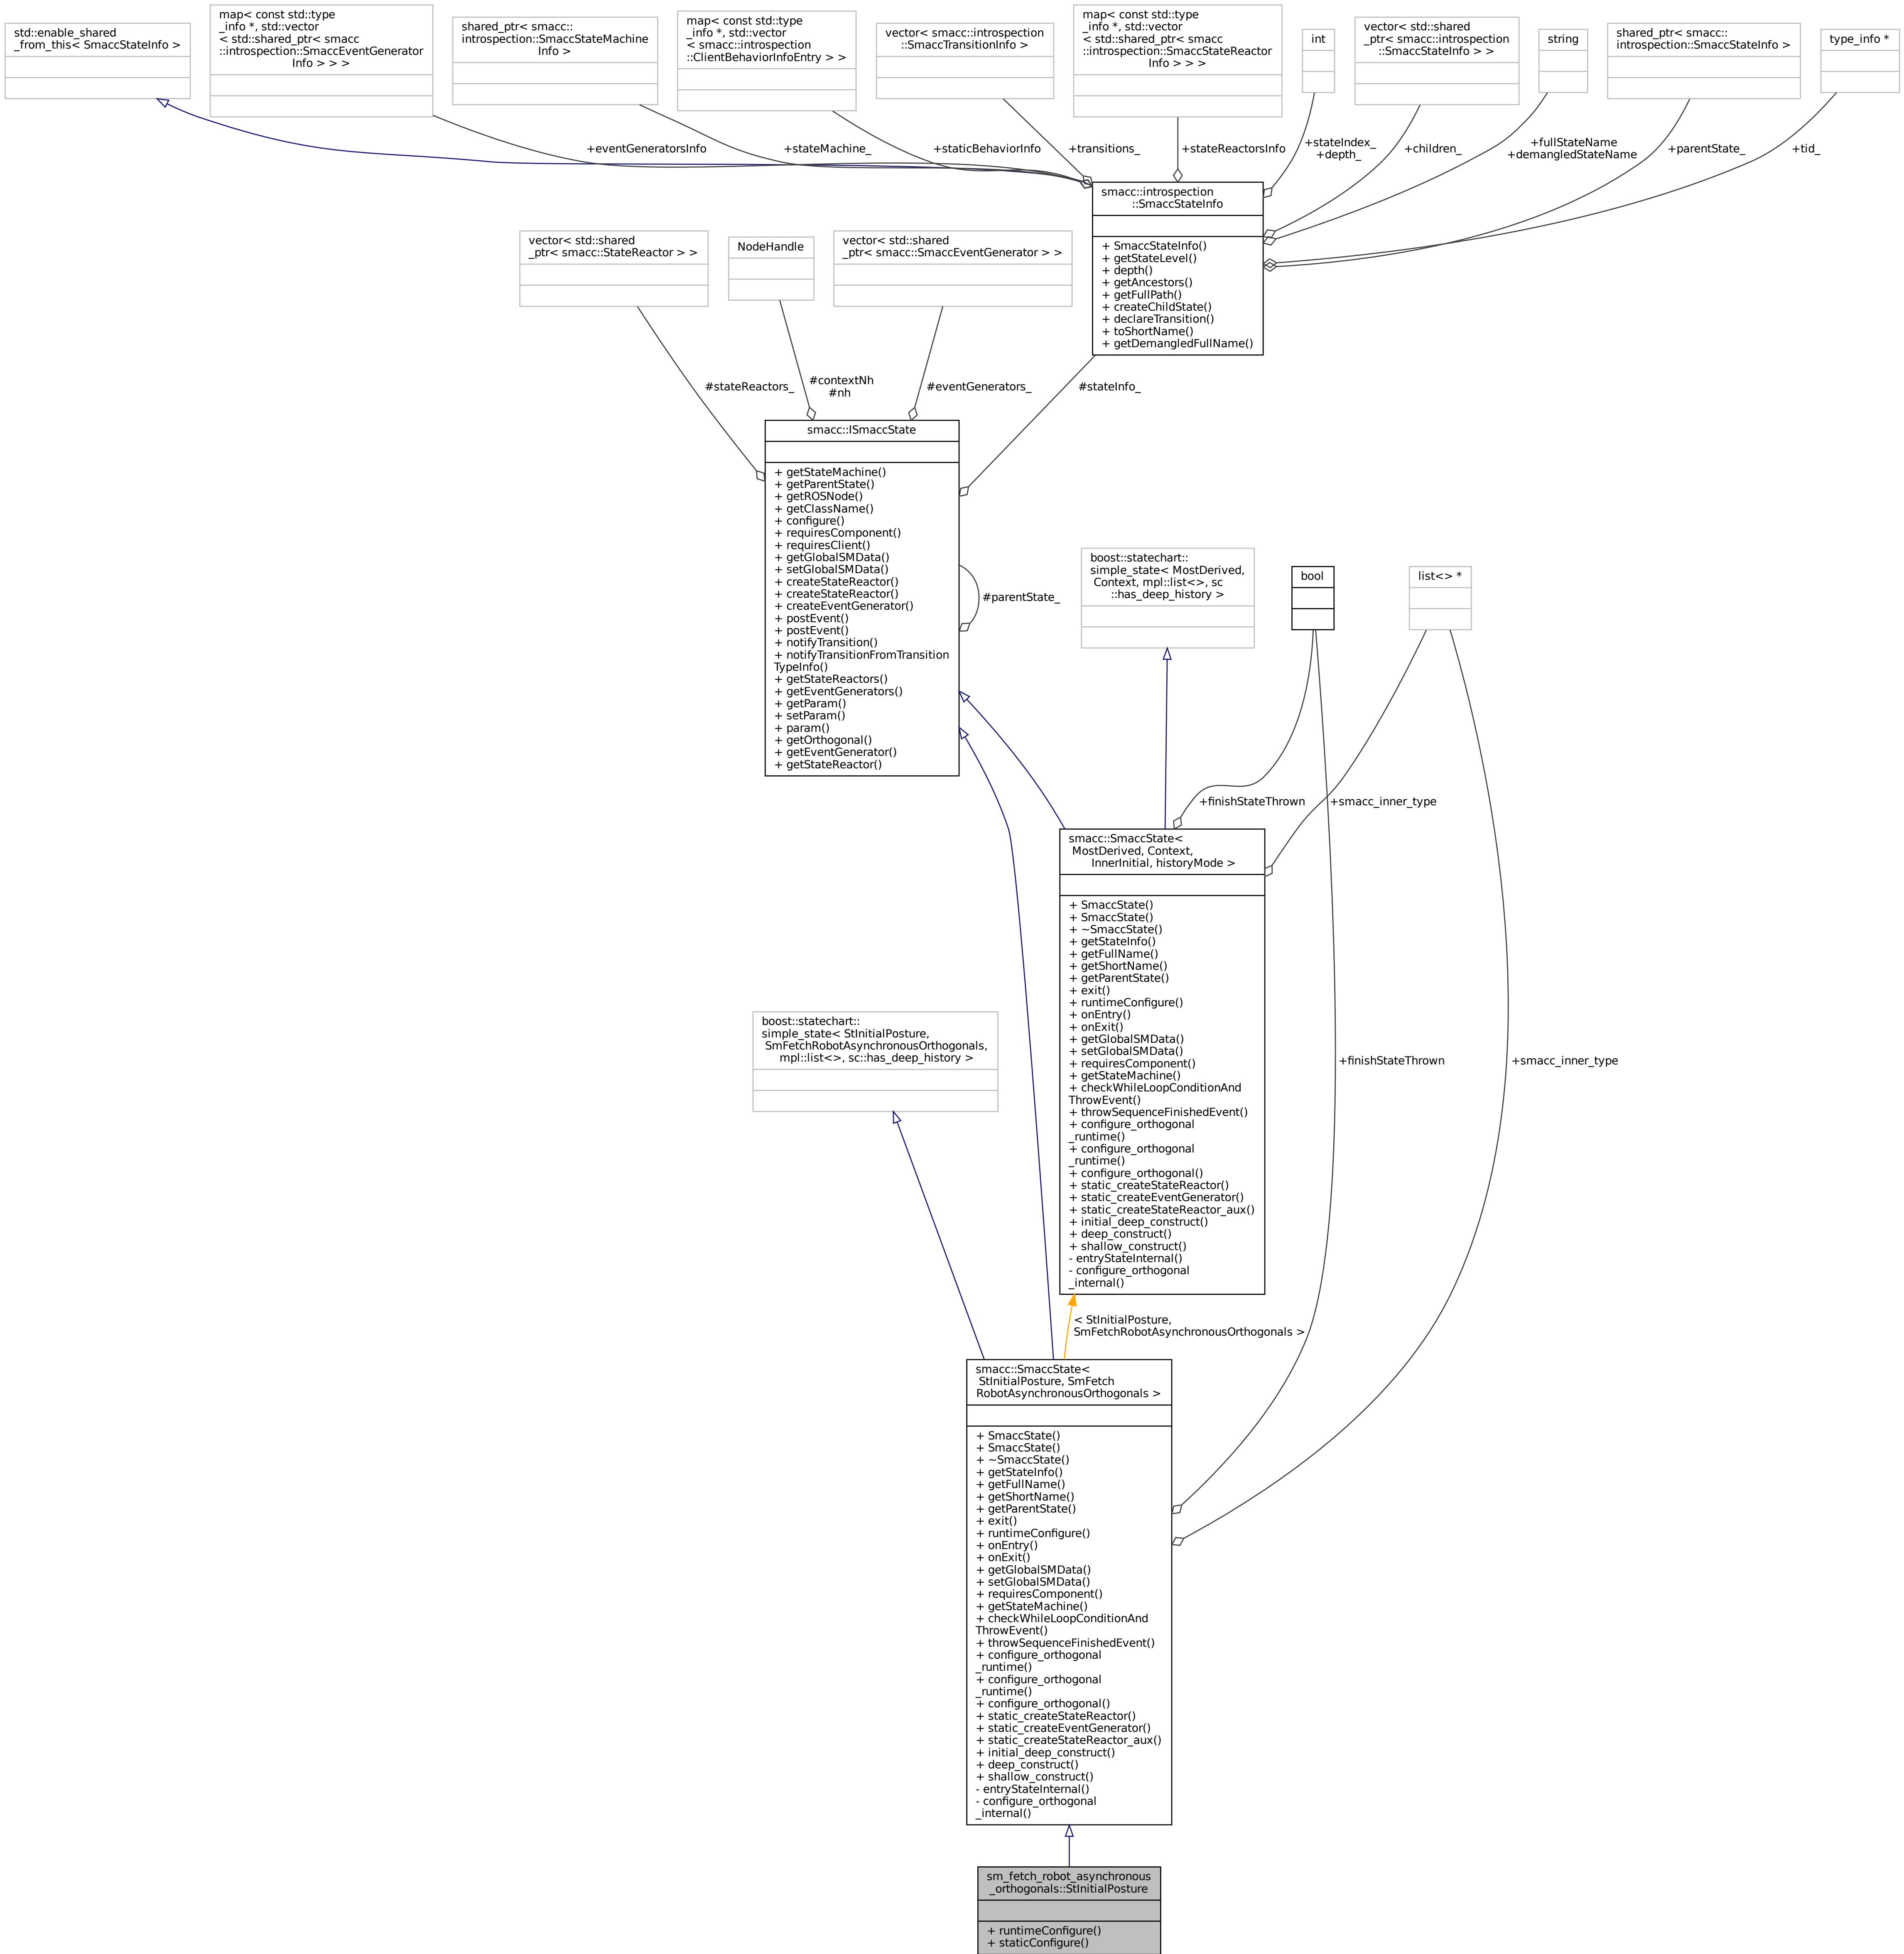 std::enable_shared
_from_this< SmaccStateInfo >
map< const std::type
_info *, std::vector
< std::shared_ptr< smacc
::introspection::SmaccEventGenerator
Info > > >
shared_ptr< smacc::
introspection::SmaccStateMachine
Info >
map< const std::type
_info *, std::vector
< smacc::introspection
::ClientBehaviorInfoEntry > >
vector< smacc::introspection
::SmaccTransitionInfo >
map< const std::type
_info *, std::vector
< std::shared_ptr< smacc
::introspection::SmaccStateReactor
Info > > >
int
vector< std::shared
_ptr< smacc::introspection
::SmaccStateInfo > >
string
shared_ptr< smacc::
introspection::SmaccStateInfo >
type_info *
+eventGeneratorsInfo
+stateMachine_
+staticBehaviorInfo
+transitions_
+stateReactorsInfo
+stateIndex_
+depth_
+children_
+fullStateName
+demangledStateName
+parentState_
+tid_
smacc::introspection
::SmaccStateInfo
+ SmaccStateInfo()
+ getStateLevel()
+ depth()
+ getAncestors()
+ getFullPath()
+ createChildState()
+ declareTransition()
+ toShortName()
+ getDemangledFullName()
vector< std::shared
_ptr< smacc::StateReactor > >
NodeHandle
vector< std::shared
_ptr< smacc::SmaccEventGenerator > >
#stateReactors_
#contextNh
#nh
#eventGenerators_
#stateInfo_
smacc::ISmaccState
+ getStateMachine()
+ getParentState()
+ getROSNode()
+ getClassName()
+ configure()
+ requiresComponent()
+ requiresClient()
+ getGlobalSMData()
+ setGlobalSMData()
+ createStateReactor()
+ createStateReactor()
+ createEventGenerator()
+ postEvent()
+ postEvent()
+ notifyTransition()
+ notifyTransitionFromTransition
TypeInfo()
+ getStateReactors()
+ getEventGenerators()
+ getParam()
+ setParam()
+ param()
+ getOrthogonal()
+ getEventGenerator()
+ getStateReactor()
#parentState_
boost::statechart::
simple_state< MostDerived,
Context, mpl::list<>, sc
::has_deep_history >
bool
list<> *
+finishStateThrown
+smacc_inner_type
smacc::SmaccState<
MostDerived, Context,
InnerInitial, historyMode >
+ SmaccState()
+ SmaccState()
+ ~SmaccState()
+ getStateInfo()
+ getFullName()
+ getShortName()
+ getParentState()
+ exit()
+ runtimeConfigure()
+ onEntry()
+ onExit()
+ getGlobalSMData()
+ setGlobalSMData()
+ requiresComponent()
+ getStateMachine()
+ checkWhileLoopConditionAnd
ThrowEvent()
+ throwSequenceFinishedEvent()
+ configure_orthogonal
_runtime()
+ configure_orthogonal
_runtime()
+ configure_orthogonal()
+ static_createStateReactor()
+ static_createEventGenerator()
+ static_createStateReactor_aux()
+ initial_deep_construct()
+ deep_construct()
+ shallow_construct()
- entryStateInternal()
- configure_orthogonal
_internal()
boost::statechart::
simple_state< StInitialPosture,
SmFetchRobotAsynchronousOrthogonals,
mpl::list<>, sc::has_deep_history >
+finishStateThrown
+smacc_inner_type
< StInitialPosture,
SmFetchRobotAsynchronousOrthogonals >
smacc::SmaccState<
StInitialPosture, SmFetch
RobotAsynchronousOrthogonals >
+ SmaccState()
+ SmaccState()
+ ~SmaccState()
+ getStateInfo()
+ getFullName()
+ getShortName()
+ getParentState()
+ exit()
+ runtimeConfigure()
+ onEntry()
+ onExit()
+ getGlobalSMData()
+ setGlobalSMData()
+ requiresComponent()
+ getStateMachine()
+ checkWhileLoopConditionAnd
ThrowEvent()
+ throwSequenceFinishedEvent()
+ configure_orthogonal
_runtime()
+ configure_orthogonal
_runtime()
+ configure_orthogonal()
+ static_createStateReactor()
+ static_createEventGenerator()
+ static_createStateReactor_aux()
+ initial_deep_construct()
+ deep_construct()
+ shallow_construct()
- entryStateInternal()
- configure_orthogonal
_internal()
sm_fetch_robot_asynchronous
_orthogonals::StInitialPosture
+ runtimeConfigure()
+ staticConfigure()